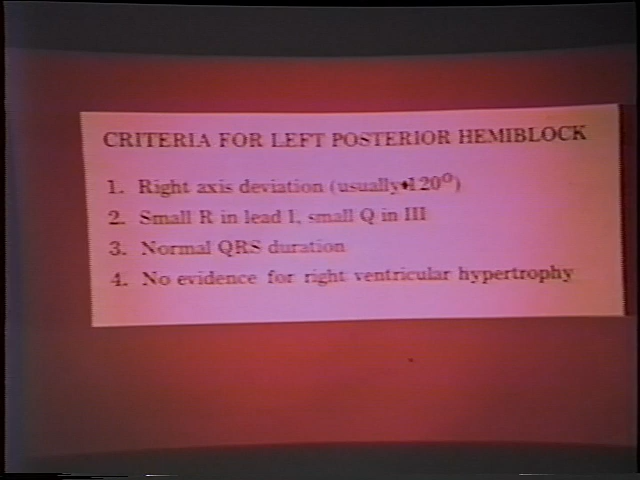 CRITERIA FOR LEFT POSTERIOR HEMIBLOCK
1. Right axis deviation (usually +120°)
2. Small R in lead I, small Q in III
3. Normal QRS duration
4. No evidence for right ventricular hypertrophy